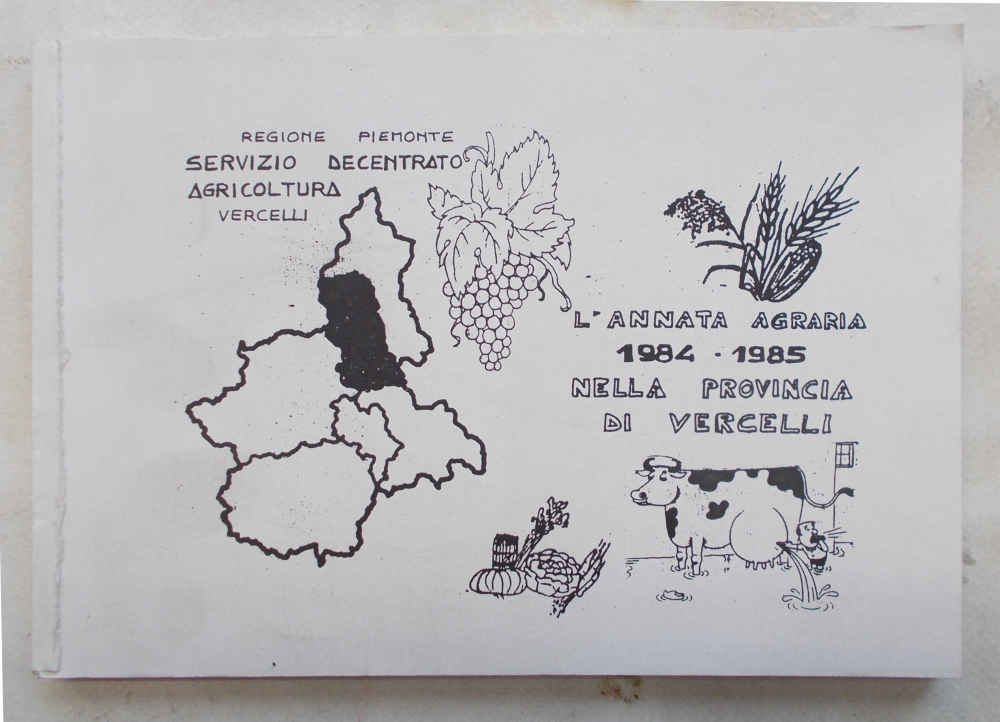 REGIONE PIEMONTE
SERVIZIO DECENTRATO
AGRICOLTURA
VERCELLI
L'ANNATA AGRARIA
1984 - 1985
NELLA PROVINCIA
DI VERCELLI